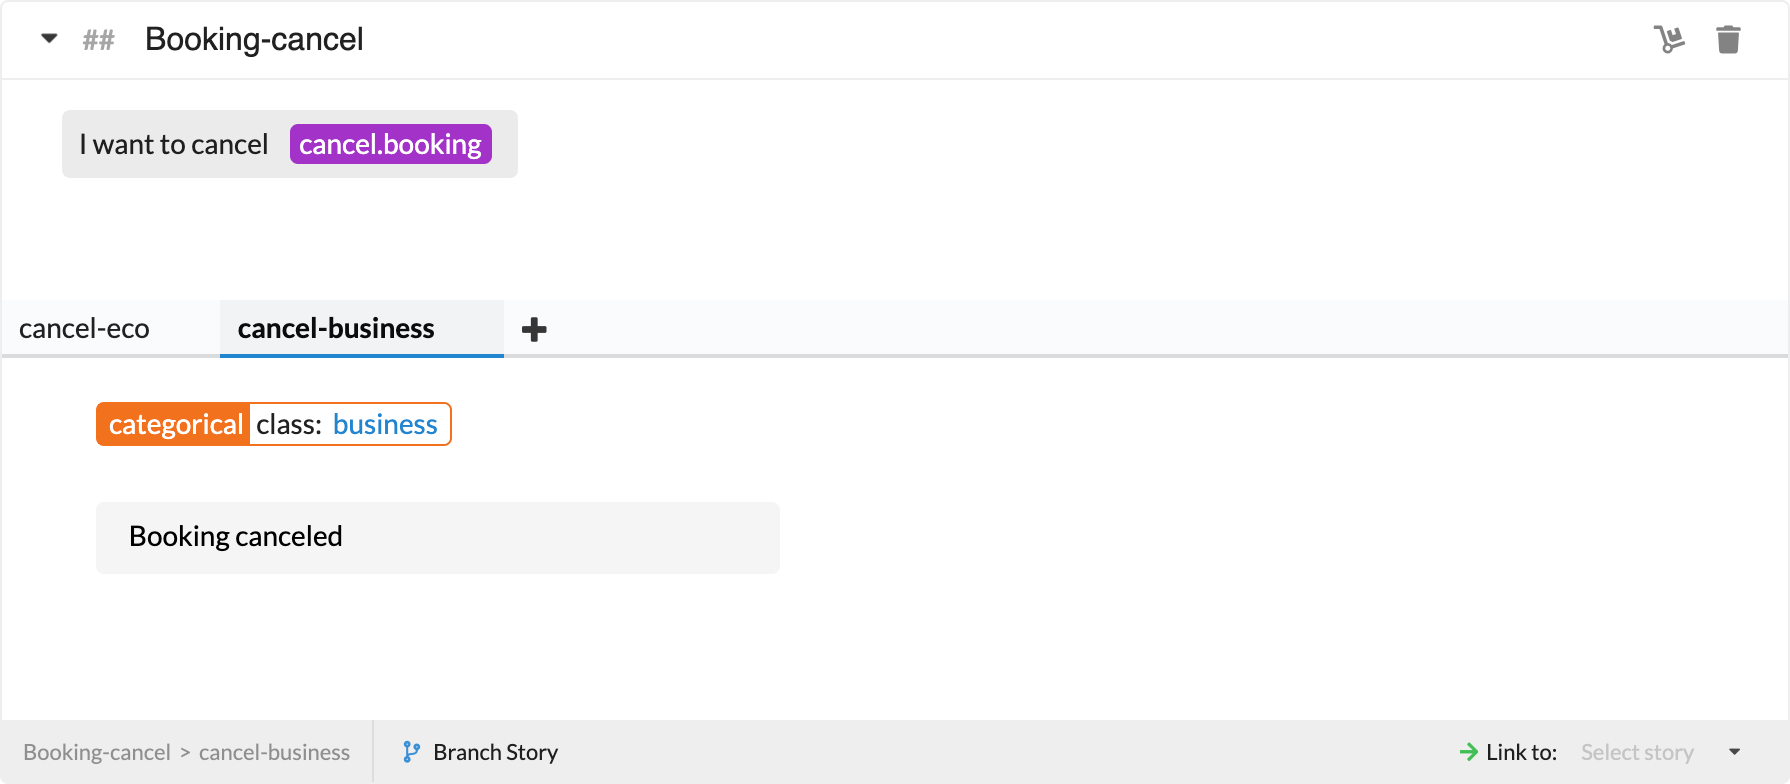 ## Booking-cancel
I want to cancel cancel.booking
cancel-eco cancel-business
categorical class: business
Booking canceled
Booking-cancel > cancel-business Branch Story Link to: Select story